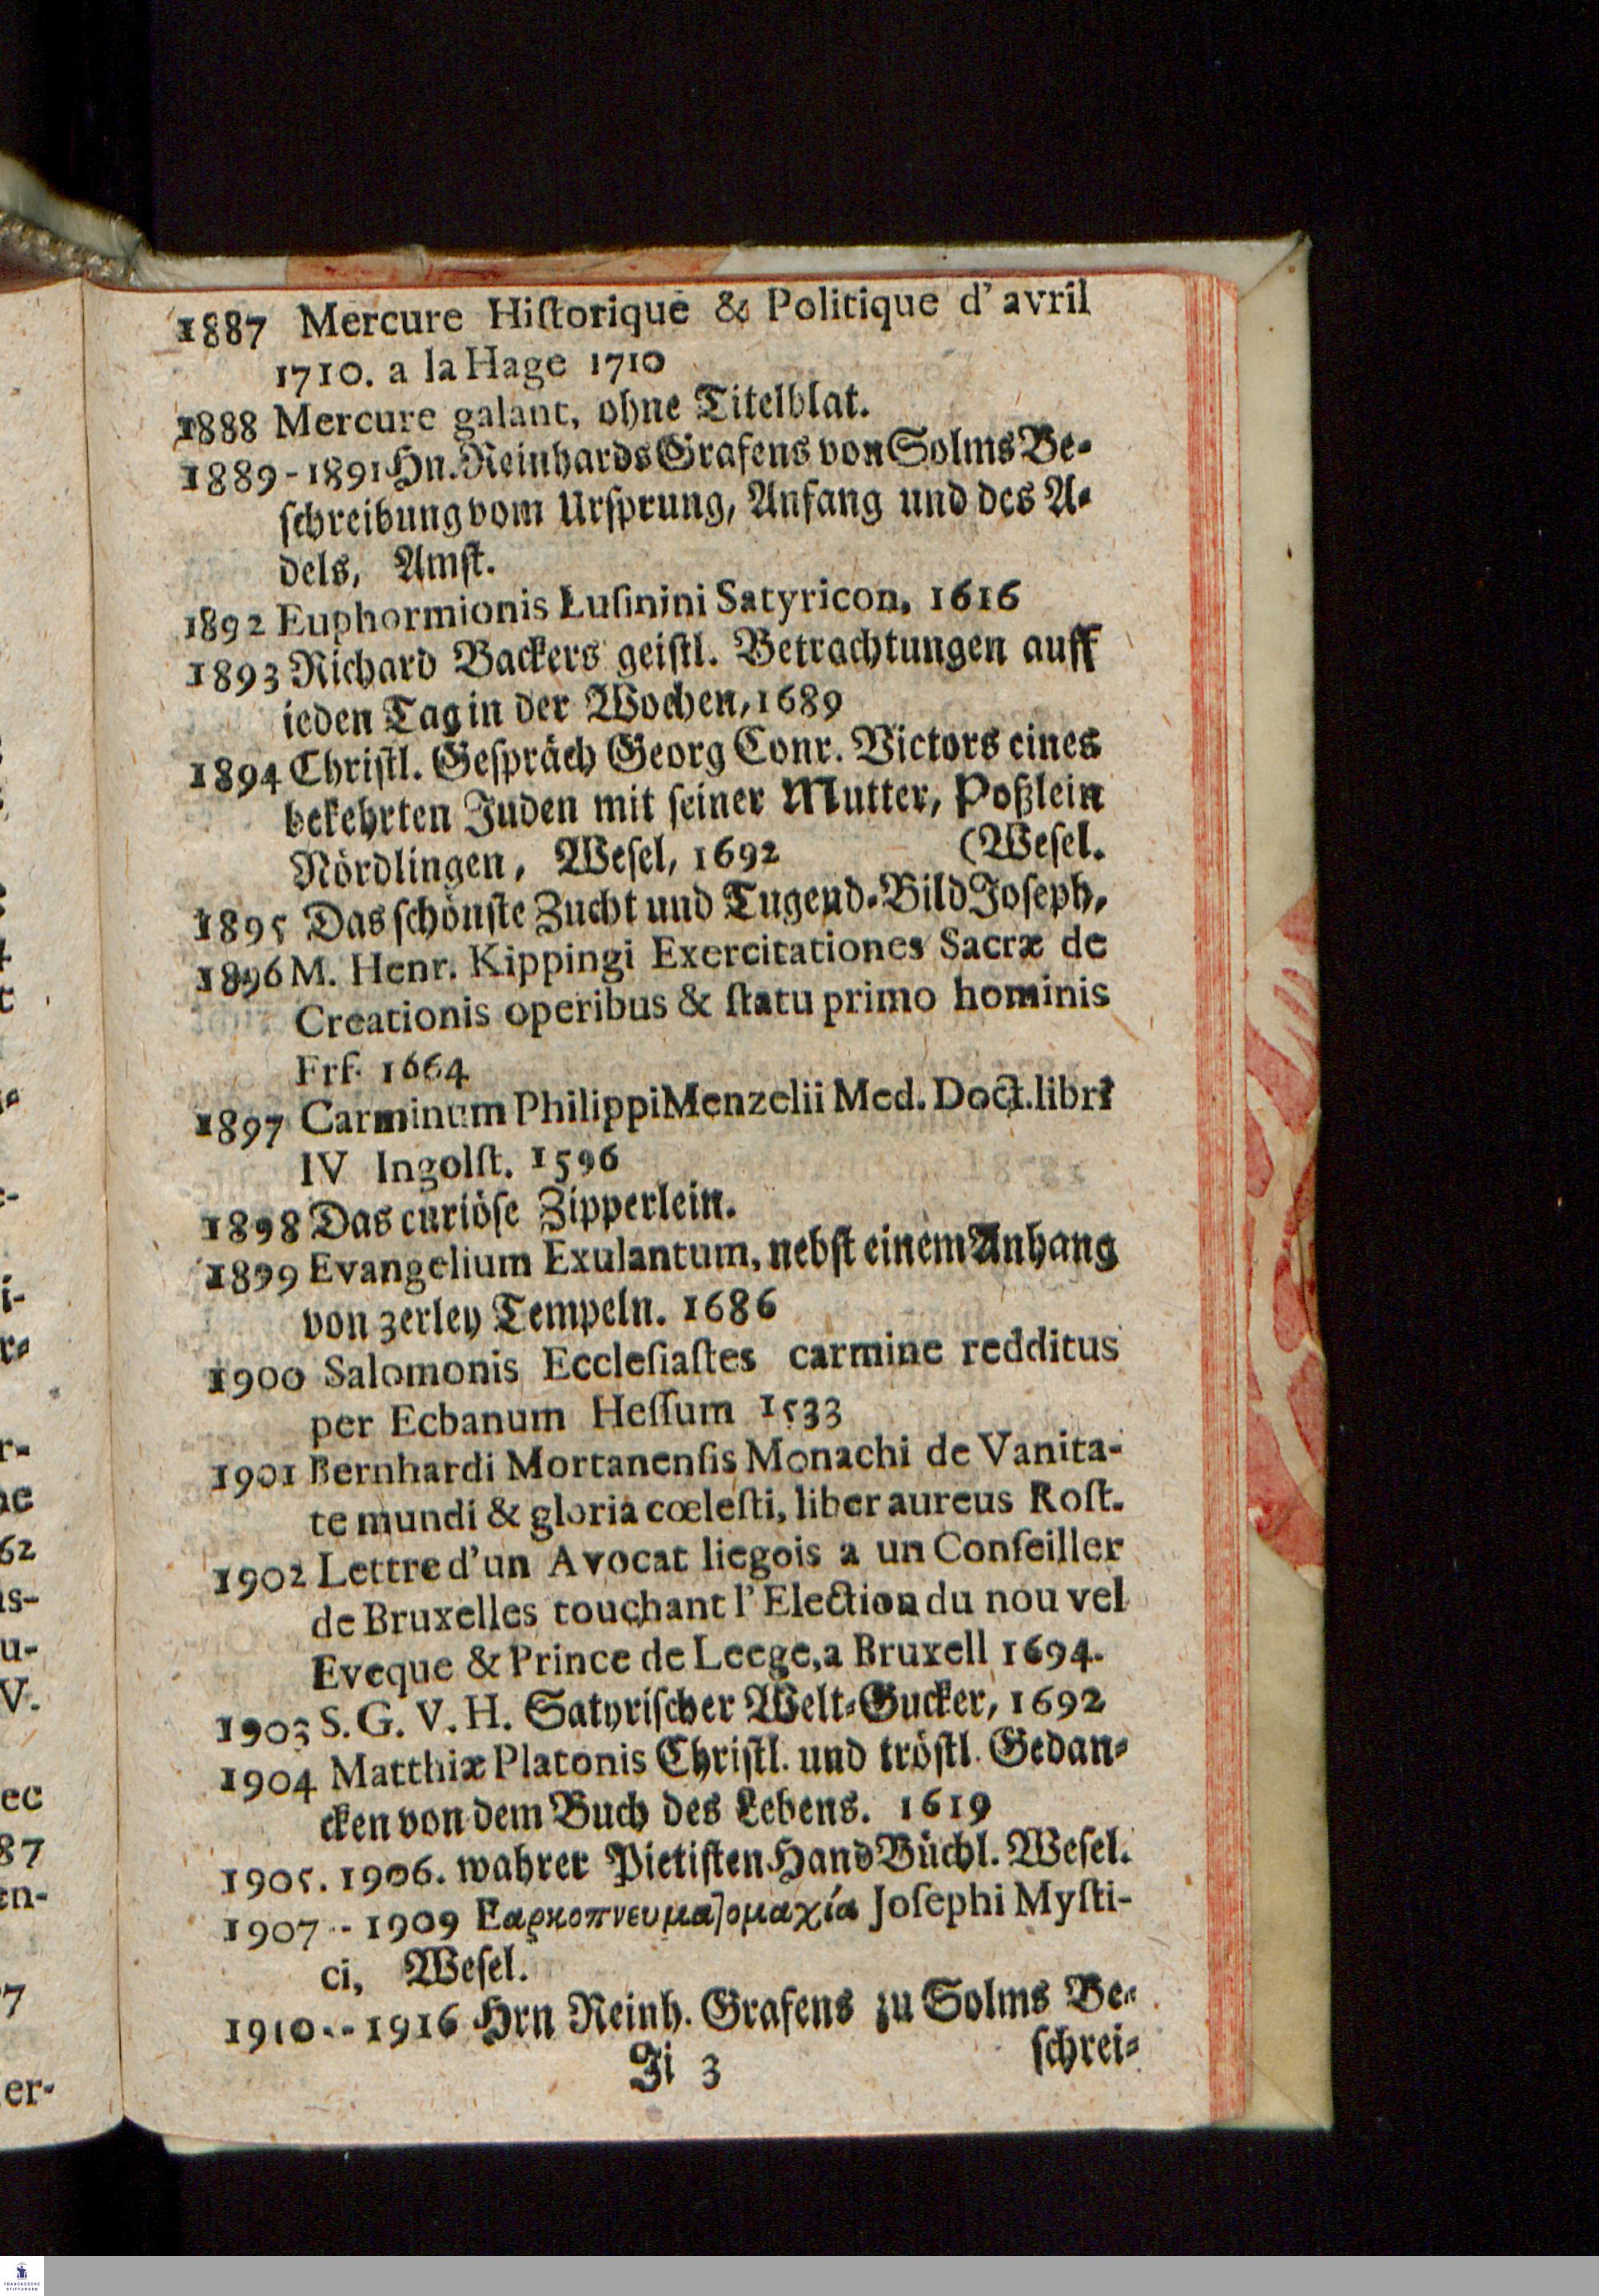 1887 Mercure Hiſtorique & Politique d' avril
1710. a la Hage 1710
1888 Mercure galant, ohne Titelblat.
1889-1891 Hn. Reinhards Grafens von Solms Be-
ſchreibung vom Urſprung, Anfang und des A-
dels, Amſt.
1892 Euphormionis Luſinini Satyricon, 1616
1893 Richard Backers geiſtl. Betrachtungen auff
ieden Tag in der Wochen, 1689
1894 Chriſtl. Geſpräch Georg Conr. Victors eines
bekehrten Juden mit ſeiner Mutter, Poßlein
Nördlingen, Weſel, 1692 (Weſel.
1895 Das ſchönſte Zucht und Tugend-Bild Joſeph,
1896 M. Henr. Kippingi Exercitationes Sacræ de
Creationis operibus & ſtatu primo hominis
Frf. 1664
1897 Carminum Philippi Menzelii Med. Doct. libri
IV Ingolſt. 1596
1898 Das curiöſe Zipperlein.
1899 Evangelium Exulantum, nebſt einem Anhang
von 3erley Tempeln. 1686
1900 Salomonis Eccleſiaſtes carmine redditus
per Ecbanum Heſſum 1533
1901 Bernhardi Mortanenſis Monachi de Vanita-
te mundi & gloria cœleſti, liber aureus Roſt.
1902 Lettre d'un Avocat liegois a un Conſeiller
de Bruxelles touchant l' Election du nou vel
Eveque & Prince de Leege, a Bruxell 1694.
1903 S. G. V. H. Satyriſcher Welt-Gucker, 1692
1904 Matthiæ Platonis Chriſtl. und tröſtl. Gedan-
cken von dem Buch des Lebens. 1619
1905. 1906. wahrer Pietiſten Hand Büchl. Weſel.
1907-- 1909 Εαρκοπνευματομαχία Joſephi Myſti-
ci, Weſel.
1910.-- 1916 Hrn Reinh. Grafens zu Solms Be-
Ji 3 ſchrei-
FRANCKESCHE
STIFTUNGEN